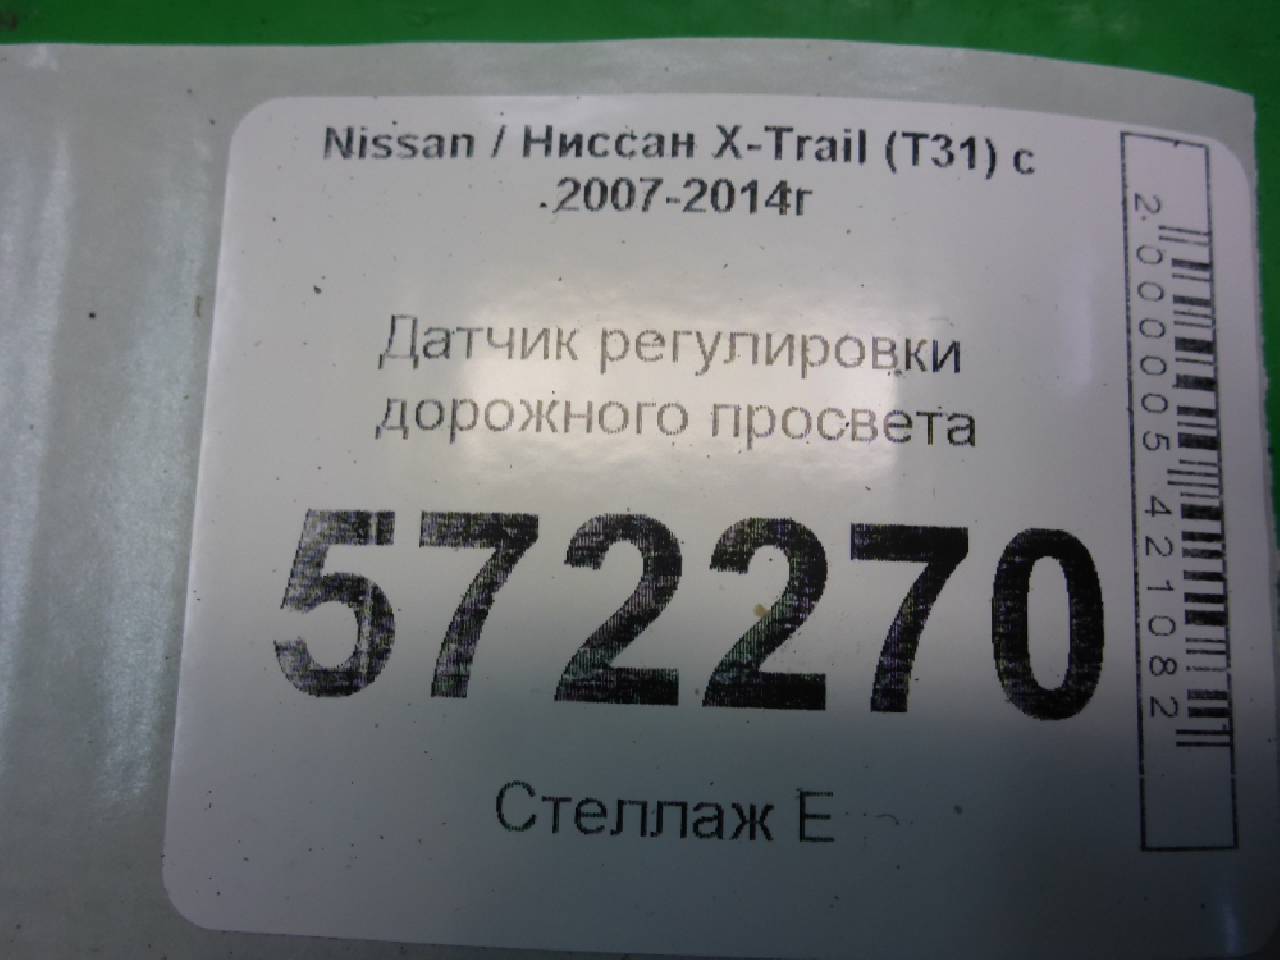 Nissan / Ниссан X-Trail (T31) с
.2007-2014г
Датчик регулировки
дорожного просвета
572270
Стеллаж Е
2000005421082